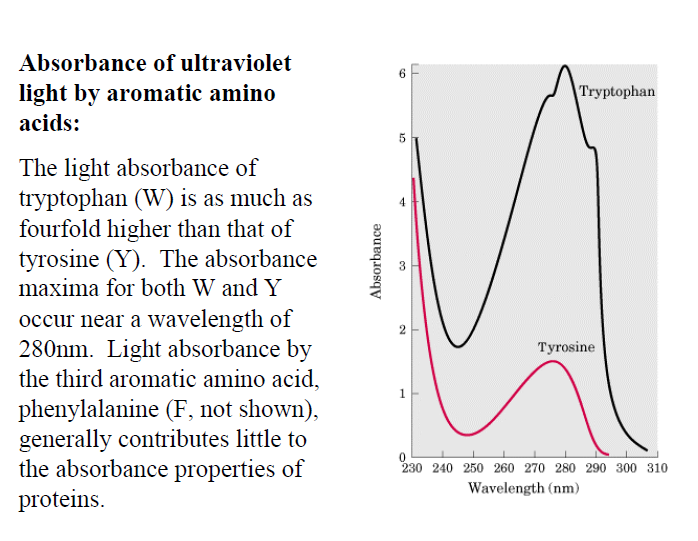 Absorbance of ultraviolet
light by aromatic amino
acids:
The light absorbance of
tryptophan (W) is as much as
fourfold higher than that of
tyrosine (Y).  The absorbance
maxima for both W and Y
occur near a wavelength of
280nm.  Light absorbance by
the third aromatic amino acid,
phenylalanine (F, not shown),
generally contributes little to
the absorbance properties of
proteins.
6
5
4
3
2
1
0
Absorbance
Tryptophan
Tyrosine
230 240 250 260 270 280 290 300 310
Wavelength (nm)